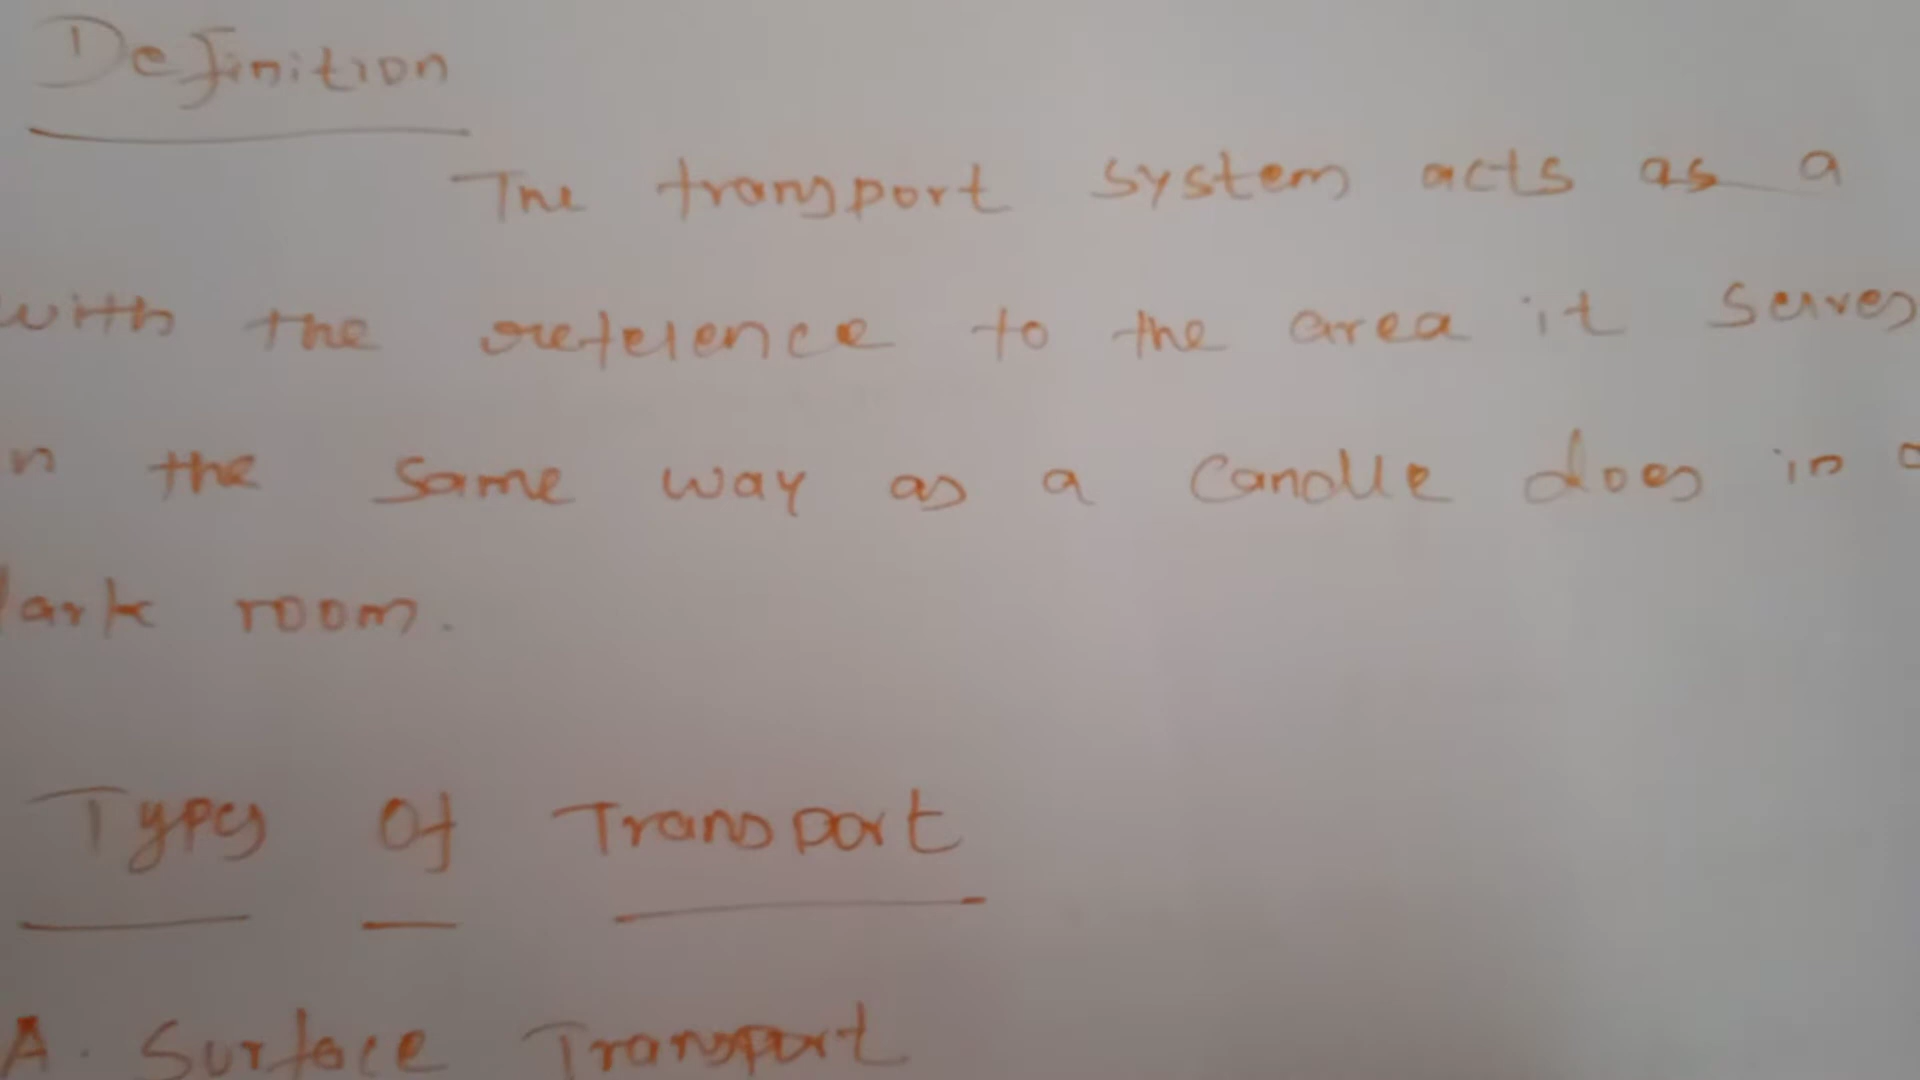 Definition
The transport system acts as a
with the reference to the area it serves
n the same way as a candle does in a
dark room.
Types Of Transport
A. Surface Transport